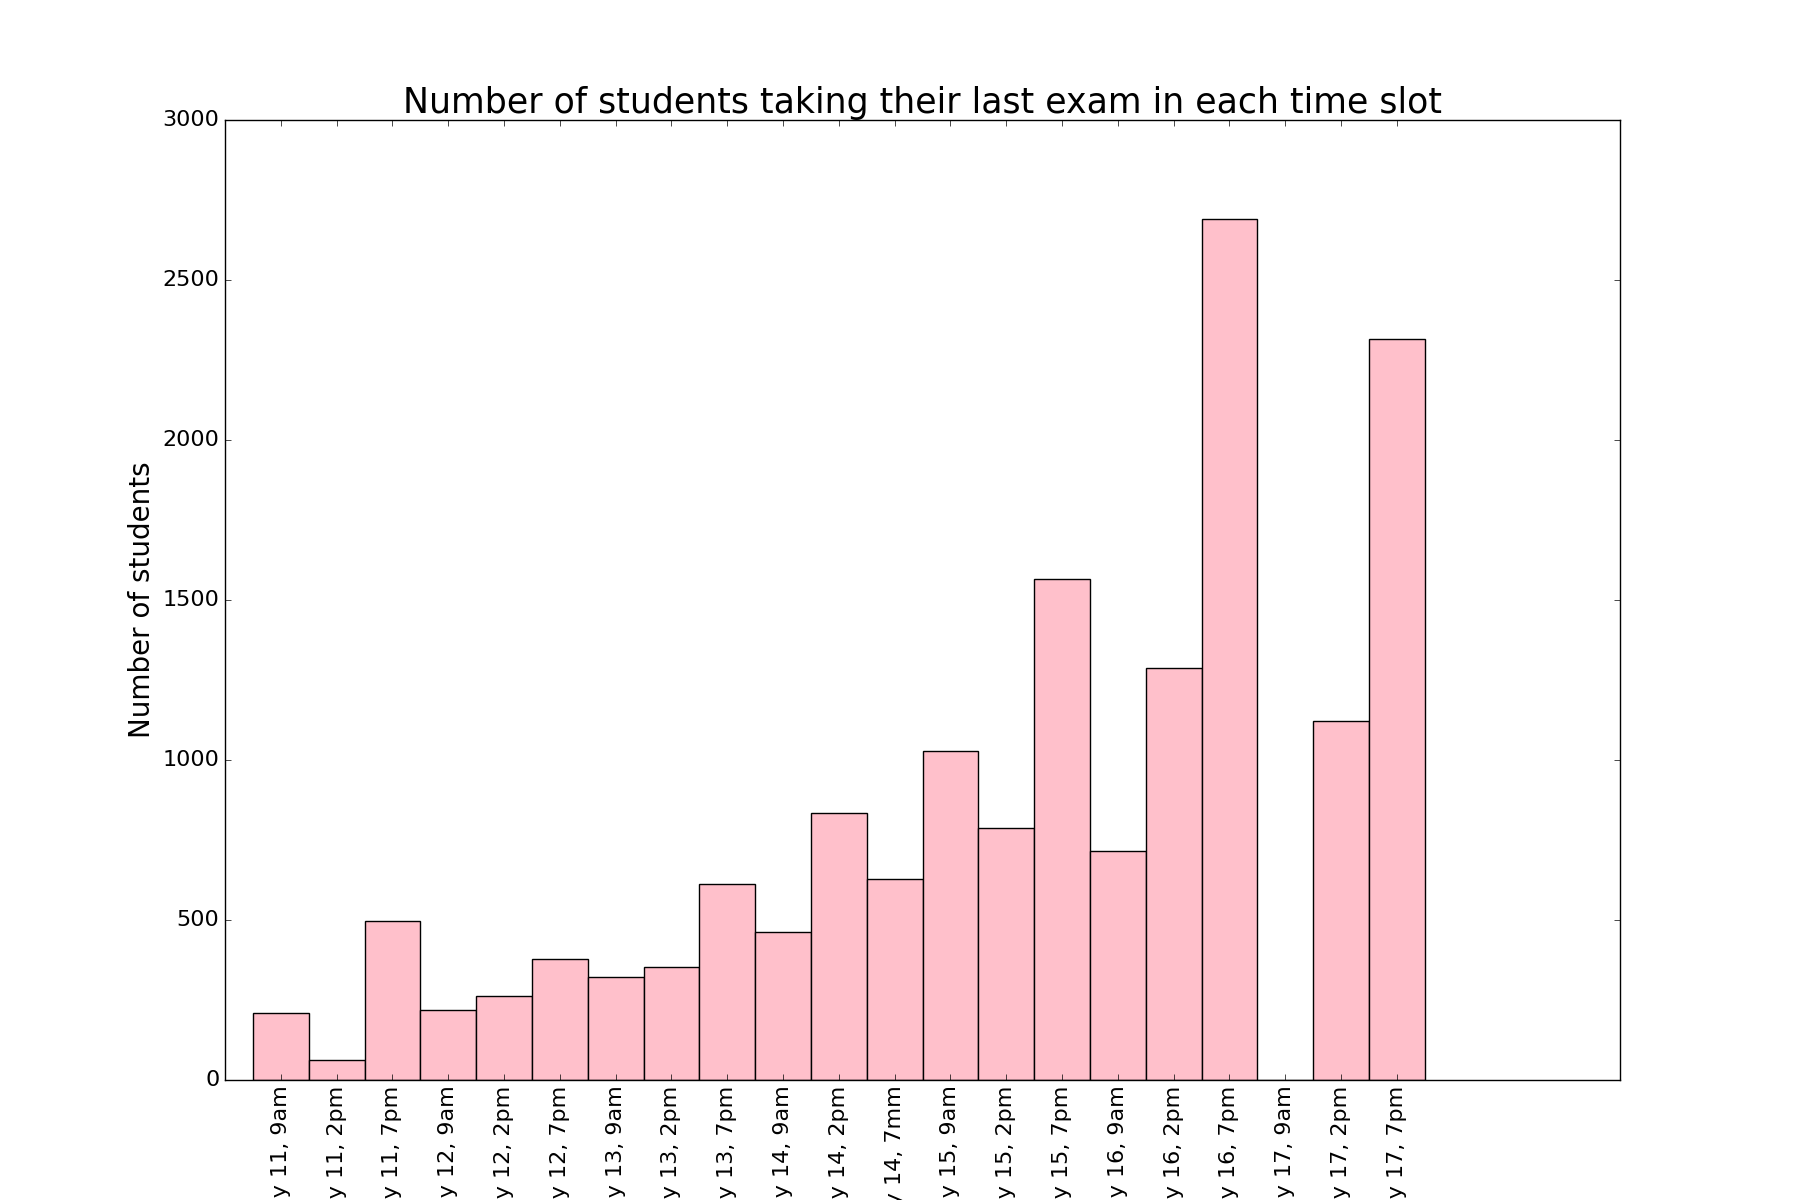 Number of students taking their last exam in each time slot
Number of students
3000
2500
2000
1500
1000
500
0
y 11, 9am
y 11, 2pm
y 11, 7pm
y 12, 9am
y 12, 2pm
y 12, 7pm
y 13, 9am
y 13, 2pm
y 13, 7pm
y 14, 9am
y 14, 2pm
y 14, 7mm
y 15, 9am
y 15, 2pm
y 15, 7pm
y 16, 9am
y 16, 2pm
y 16, 7pm
y 17, 9am
y 17, 2pm
y 17, 7pm